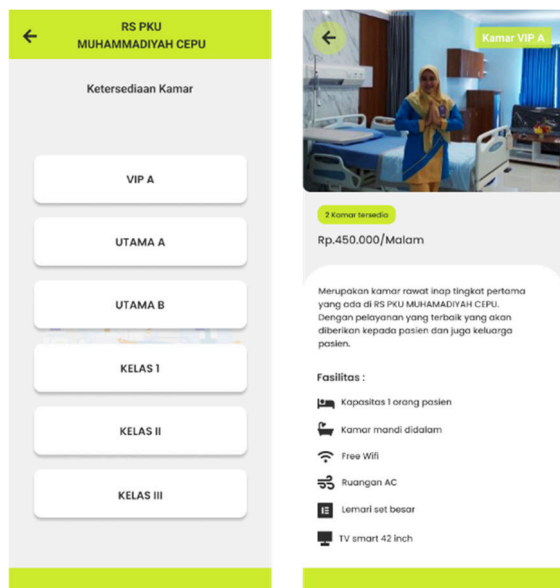 RS PKU
MUHAMMADIYAH CEPU
Ketersediaan Kamar
VIP A
UTAMA A
UTAMA B
KELAS 1
KELAS II
KELAS III
Kamar VIP A
2 Kamar tersedia
Rp.450.000/Malam
Merupakan kamar rawat inap tingkat pertama
yang ada di RS PKU MUHAMADIYAH CEPU.
Dengan pelayanan yang terbaik yang akan
diberikan kepada pasien dan juga keluarga
pasien.
Fasilitas :
Kapasitas 1 orang pasien
Kamar mandi didalam
Free Wifi
Ruangan AC
Lemari set besar
TV smart 42 inch